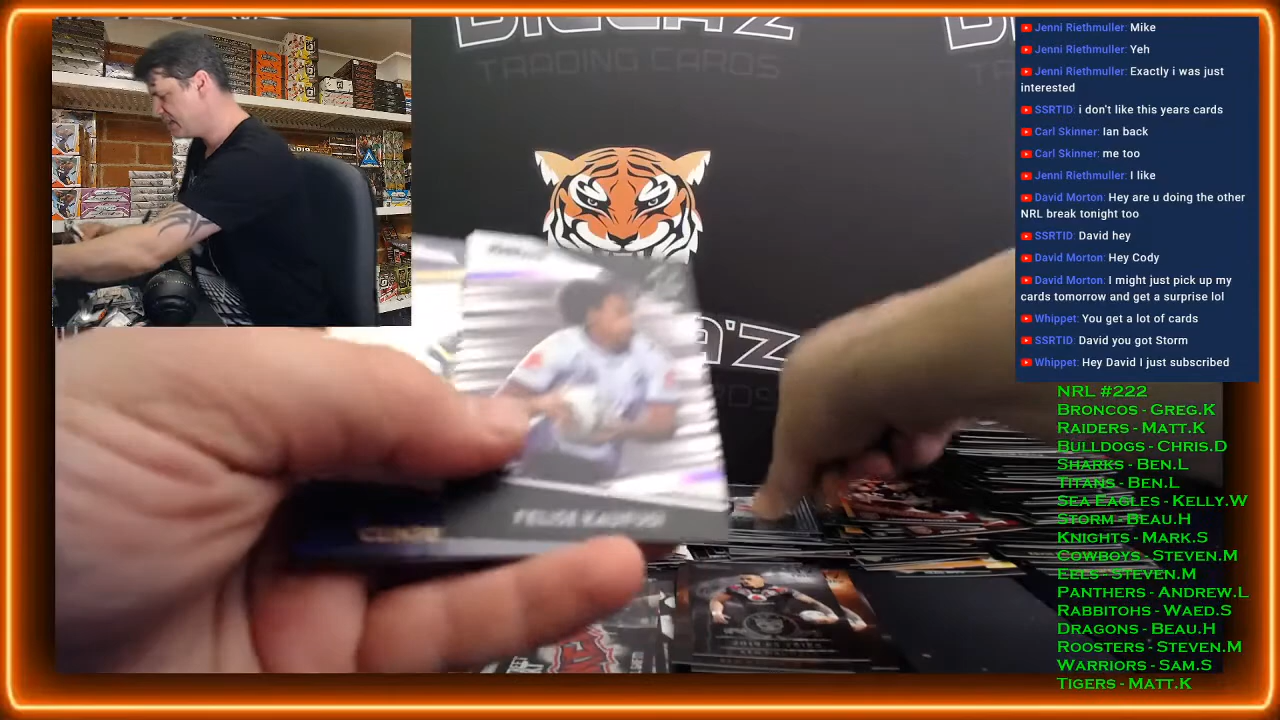 BIGGA'Z
TRADING CARDS
A'Z
Jenni Riethmuller: Mike
Jenni Riethmuller: Yeh
Jenni Riethmuller: Exactly i was just
interested
SSRTID: i don't like this years cards
Carl Skinner: Ian back
Carl Skinner: me too
Jenni Riethmuller: I like
David Morton: Hey are u doing the other
NRL break tonight too
SSRTID: David hey
David Morton: Hey Cody
David Morton: I might just pick up my
cards tomorrow and get a surprise lol
Whippet: You get a lot of cards
SSRTID: David you got Storm
Whippet: Hey David I just subscribed
NRL #222
Broncos - Greg.K
Raiders - Matt.K
Bulldogs - Chris.D
Sharks - Ben.L
Titans - Ben.L
Sea Eagles - Kelly.W
Storm - Beau.H
Knights - Mark.S
Cowboys - Steven.M
Eels - Steven.M
Panthers - Andrew.L
Rabbitohs - Waed.S
Dragons - Beau.H
Roosters - Steven.M
Warriors - Sam.S
Tigers - Matt.K